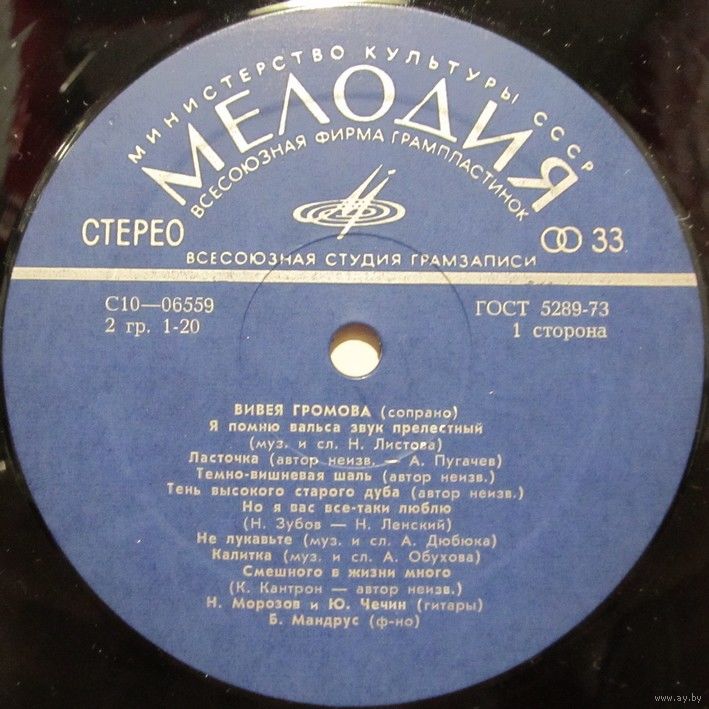 МИНИСТЕРСТВО КУЛЬТУРЫ СССР
МЕЛОДИЯ
ВСЕСОЮЗНАЯ ФИРМА ГРАМПЛАСТИНОК
СТЕРЕО
33
ВСЕСОЮЗНАЯ СТУДИЯ ГРАМЗАПИСИ
С10—06559
ГОСТ 5289-73
2 гр. 1-20
1 сторона
ВИВЕЯ ГРОМОВА (сопрано)
Я помню вальса звук прелестный
(муз. и сл. Н. Листова)
Ласточка (автор неизв. — А. Пугачев)
Темно-вишневая шаль (автор неизв.)
Тень высокого старого дуба (автор неизв.)
Но я вас все-таки люблю
(Н. Зубов — Н. Ленский)
Не лукавьте (муз. и сл. А. Дюбюка)
Калитка (муз. и сл. А. Обухова)
Смешного в жизни много
(К. Кантрон — автор неизв.)
Н. Морозов и Ю. Чечин (гитары)
Б. Мандрус (ф-но)
www.ay.by